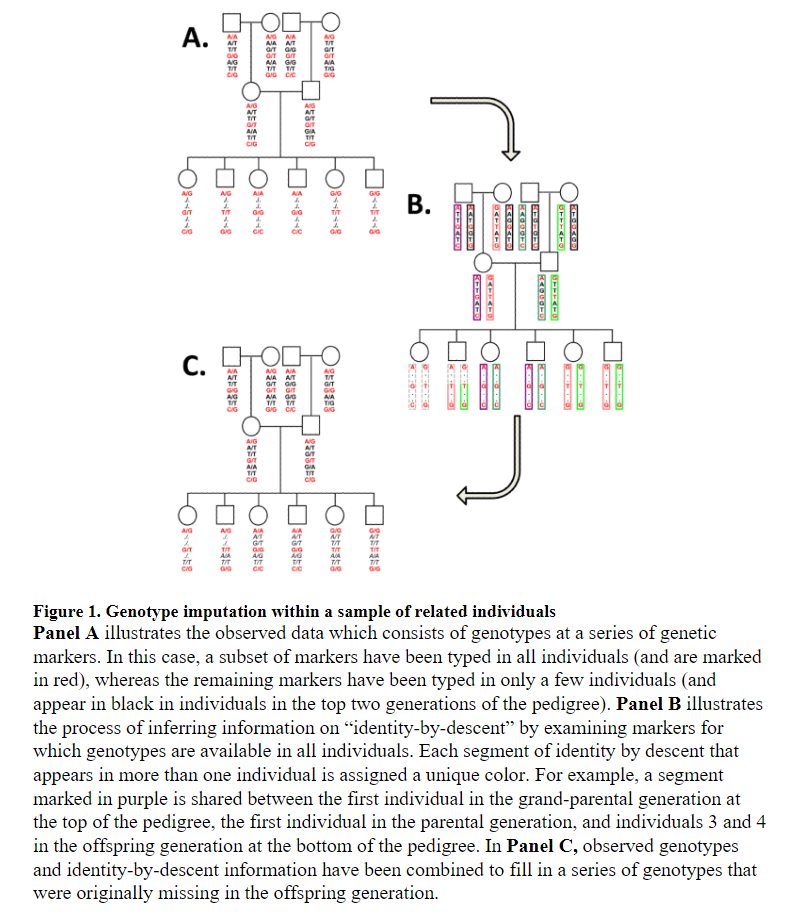 A.
A/A A/G A/A A/G
A/T A/A A/T T/T
T/T G/T G/G G/T
G/G G/T G/T G/G
A/G A/A G/G A/A
T/T T/T T/T T/G
C/G G/G C/C G/G
A/G A/G
A/T A/T
T/T G/T
G/T G/T
A/A G/A
T/T T/T
C/G C/G
A/G A/G A/A A/A G/G G/G
./. ./. ./. ./. ./. ./.
./. ./. ./. ./. ./. ./.
G/T T/T G/G G/G T/T T/T
./. ./. ./. ./. ./. ./.
./. ./. ./. ./. ./. ./.
C/G G/G C/C C/C G/G G/G
B.
C.
A/A A/G A/A A/G
A/T A/A A/T T/T
T/T G/T G/G G/T
G/G G/T G/T G/G
A/G A/A G/G A/A
T/T T/T T/T T/G
C/G G/G C/C G/G
A/G A/G
A/T A/T
T/T G/T
G/T G/T
A/A G/A
T/T T/T
C/G C/G
A/G A/G A/A A/A G/G G/G
./. ./. A/T A/T A/T A/T
./. ./. G/T G/T T/T T/T
G/T T/T G/G G/G T/T T/T
./. A/A A/G A/G A/A A/A
T/T T/T T/T T/T T/T T/T
C/G G/G C/C C/C G/G G/G
Figure 1. Genotype imputation within a sample of related individuals
Panel A illustrates the observed data which consists of genotypes at a series of genetic
markers. In this case, a subset of markers have been typed in all individuals (and are marked
in red), whereas the remaining markers have been typed in only a few individuals (and
appear in black in individuals in the top two generations of the pedigree). Panel B illustrates
the process of inferring information on “identity-by-descent” by examining markers for
which genotypes are available in all individuals. Each segment of identity by descent that
appears in more than one individual is assigned a unique color. For example, a segment
marked in purple is shared between the first individual in the grand-parental generation at
the top of the pedigree, the first individual in the parental generation, and individuals 3 and 4
in the offspring generation at the bottom of the pedigree. In Panel C, observed genotypes
and identity-by-descent information have been combined to fill in a series of genotypes that
were originally missing in the offspring generation.